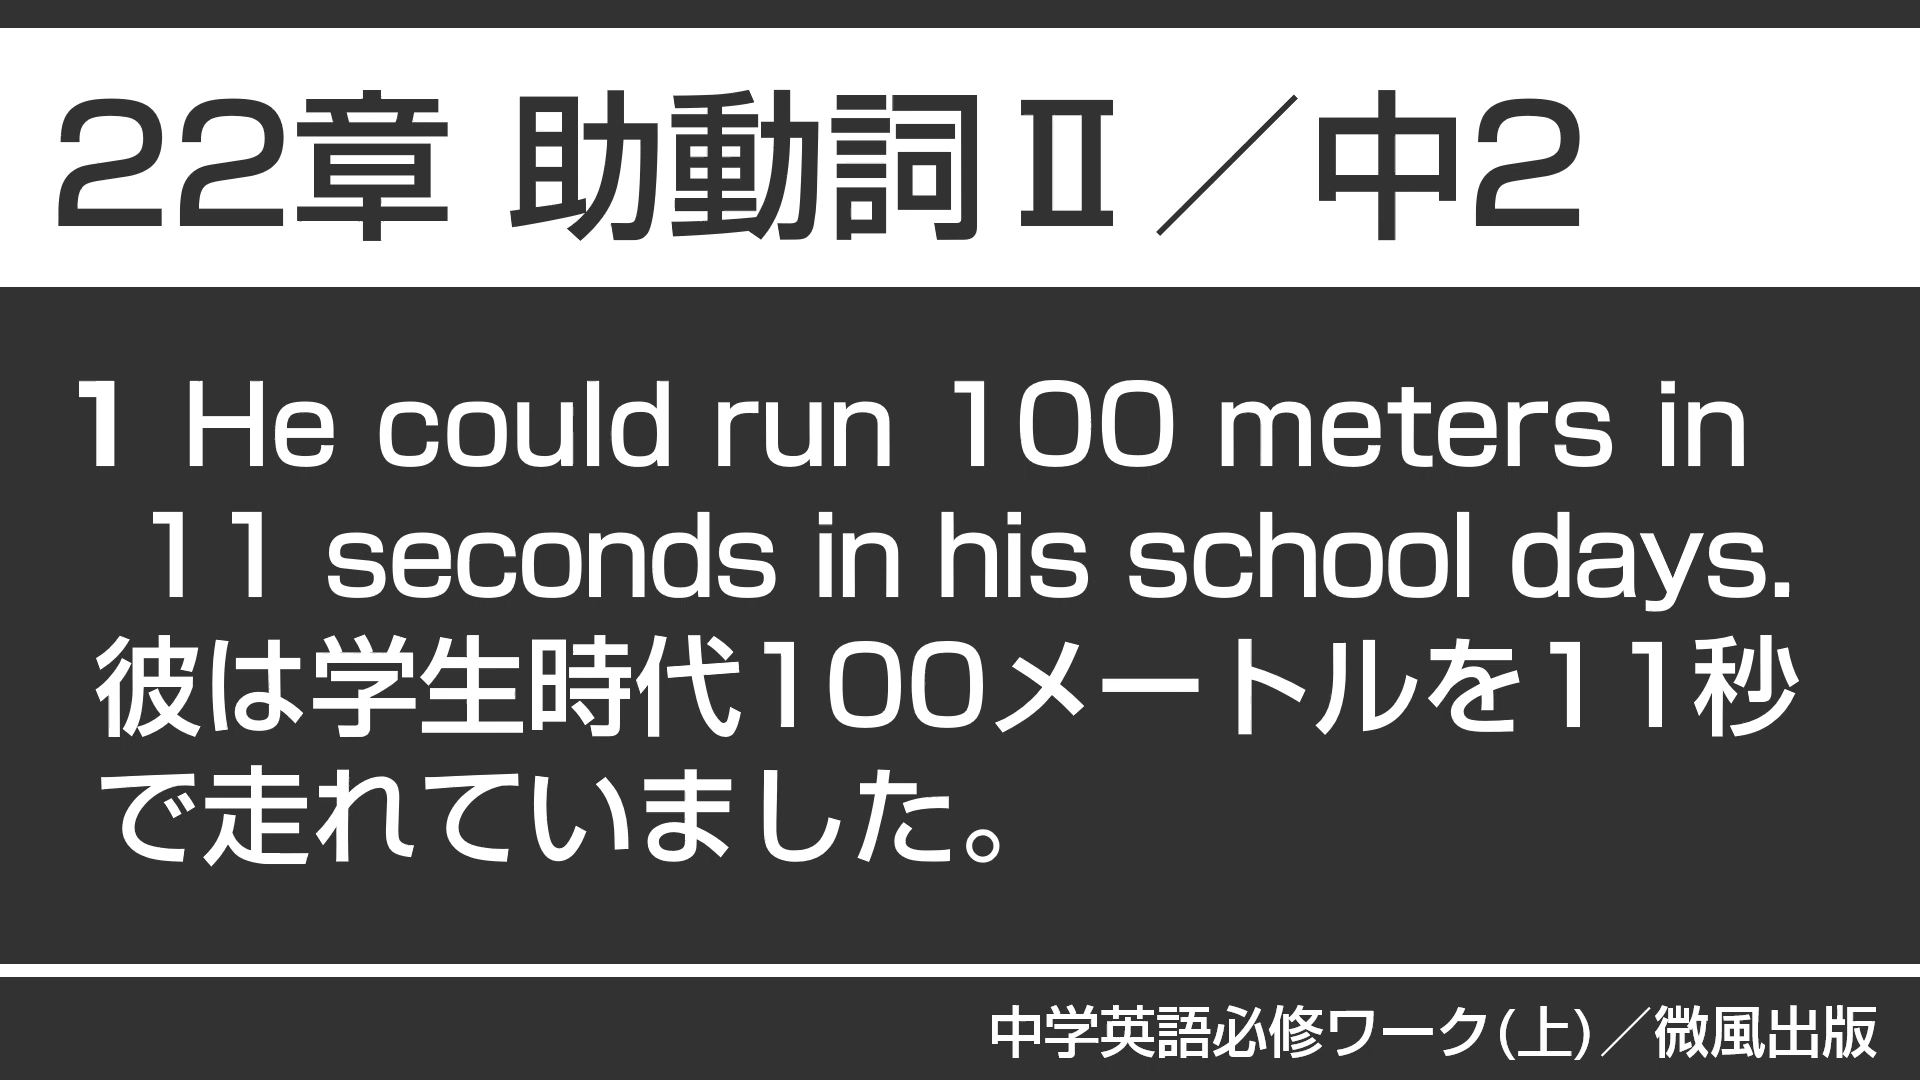 22章 助動詞Ⅱ／中2
1 He could run 100 meters in
11 seconds in his school days.
彼は学生時代100メートルを11秒
で走れていました。
中学英語必修ワーク(上)／微風出版